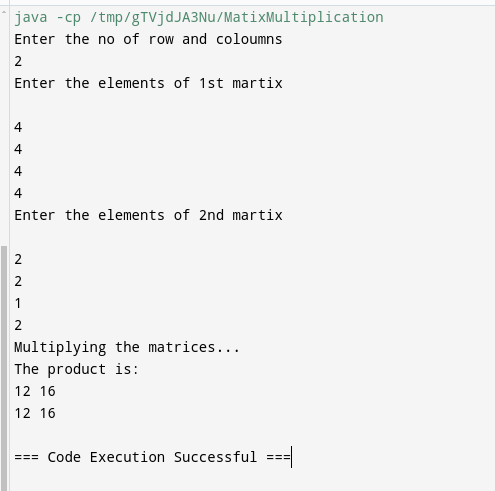 java -cp /tmp/gTVjdJA3Nu/MatixMultiplication
Enter the no of row and coloumns
2
Enter the elements of 1st martix
4
4
4
4
Enter the elements of 2nd martix
2
2
1
2
Multiplying the matrices...
The product is:
12 16
12 16
=== Code Execution Successful ===